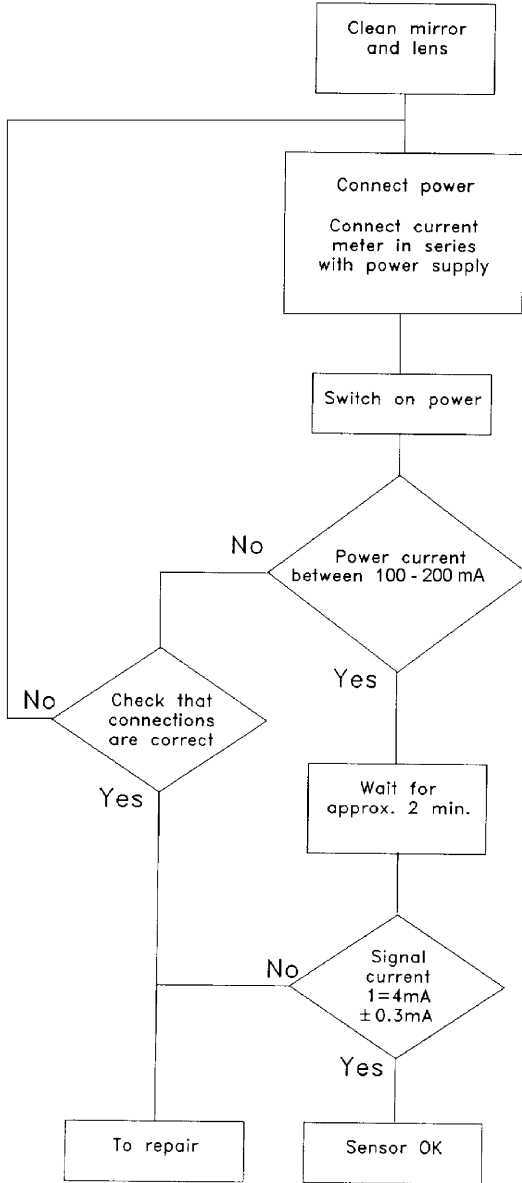 Clean mirror
and lens
Connect power
Connect current
meter in series
with power supply
Switch on power
No
Power current
between 100 - 200 mA
Yes
No
Check that
connections
are correct
Yes
Wait for
approx. 2 min.
No
Signal
current
1=4mA
±0.3mA
Yes
To repair
Sensor OK